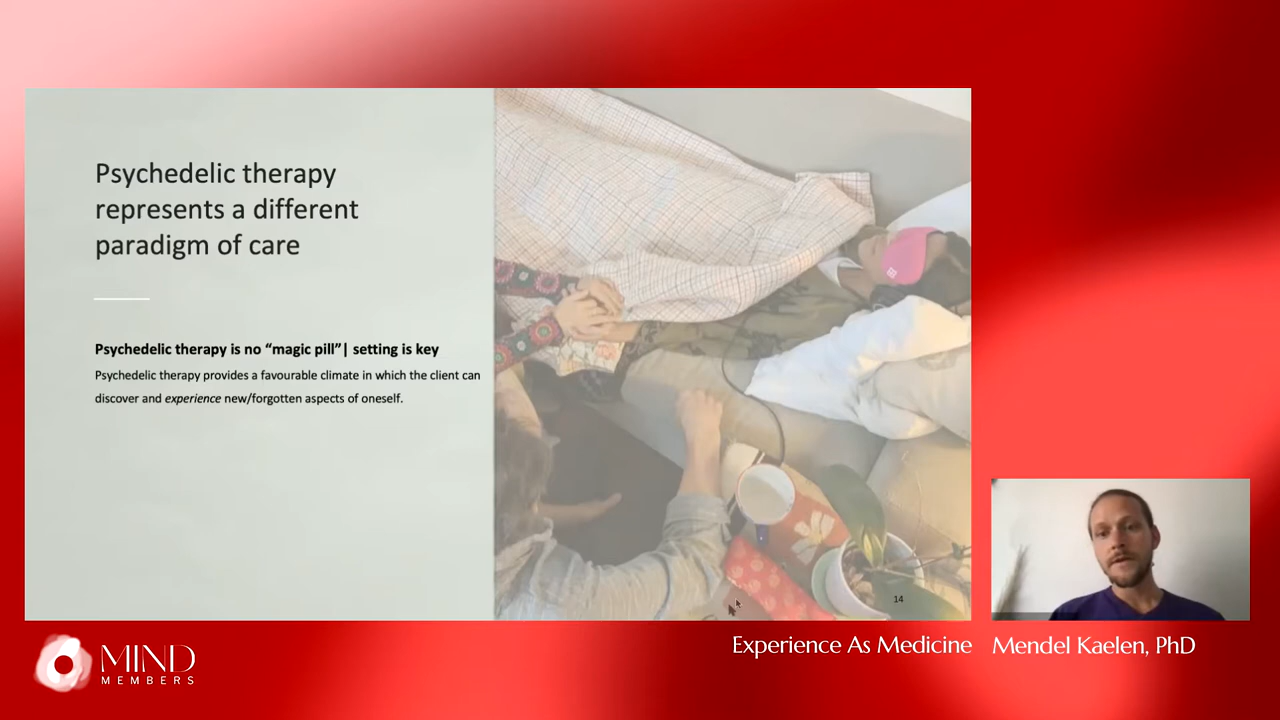 Psychedelic therapy
represents a different
paradigm of care
Psychedelic therapy is no “magic pill”| setting is key
Psychedelic therapy provides a favourable climate in which the client can
discover and experience new/forgotten aspects of oneself.
14
Experience As Medicine
Mendel Kaelen, PhD
MIND
MEMBERS